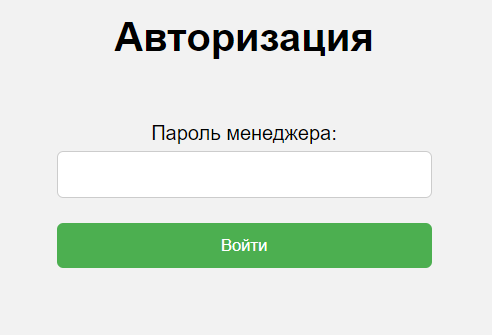 Авторизация
Пароль менеджера:
Войти